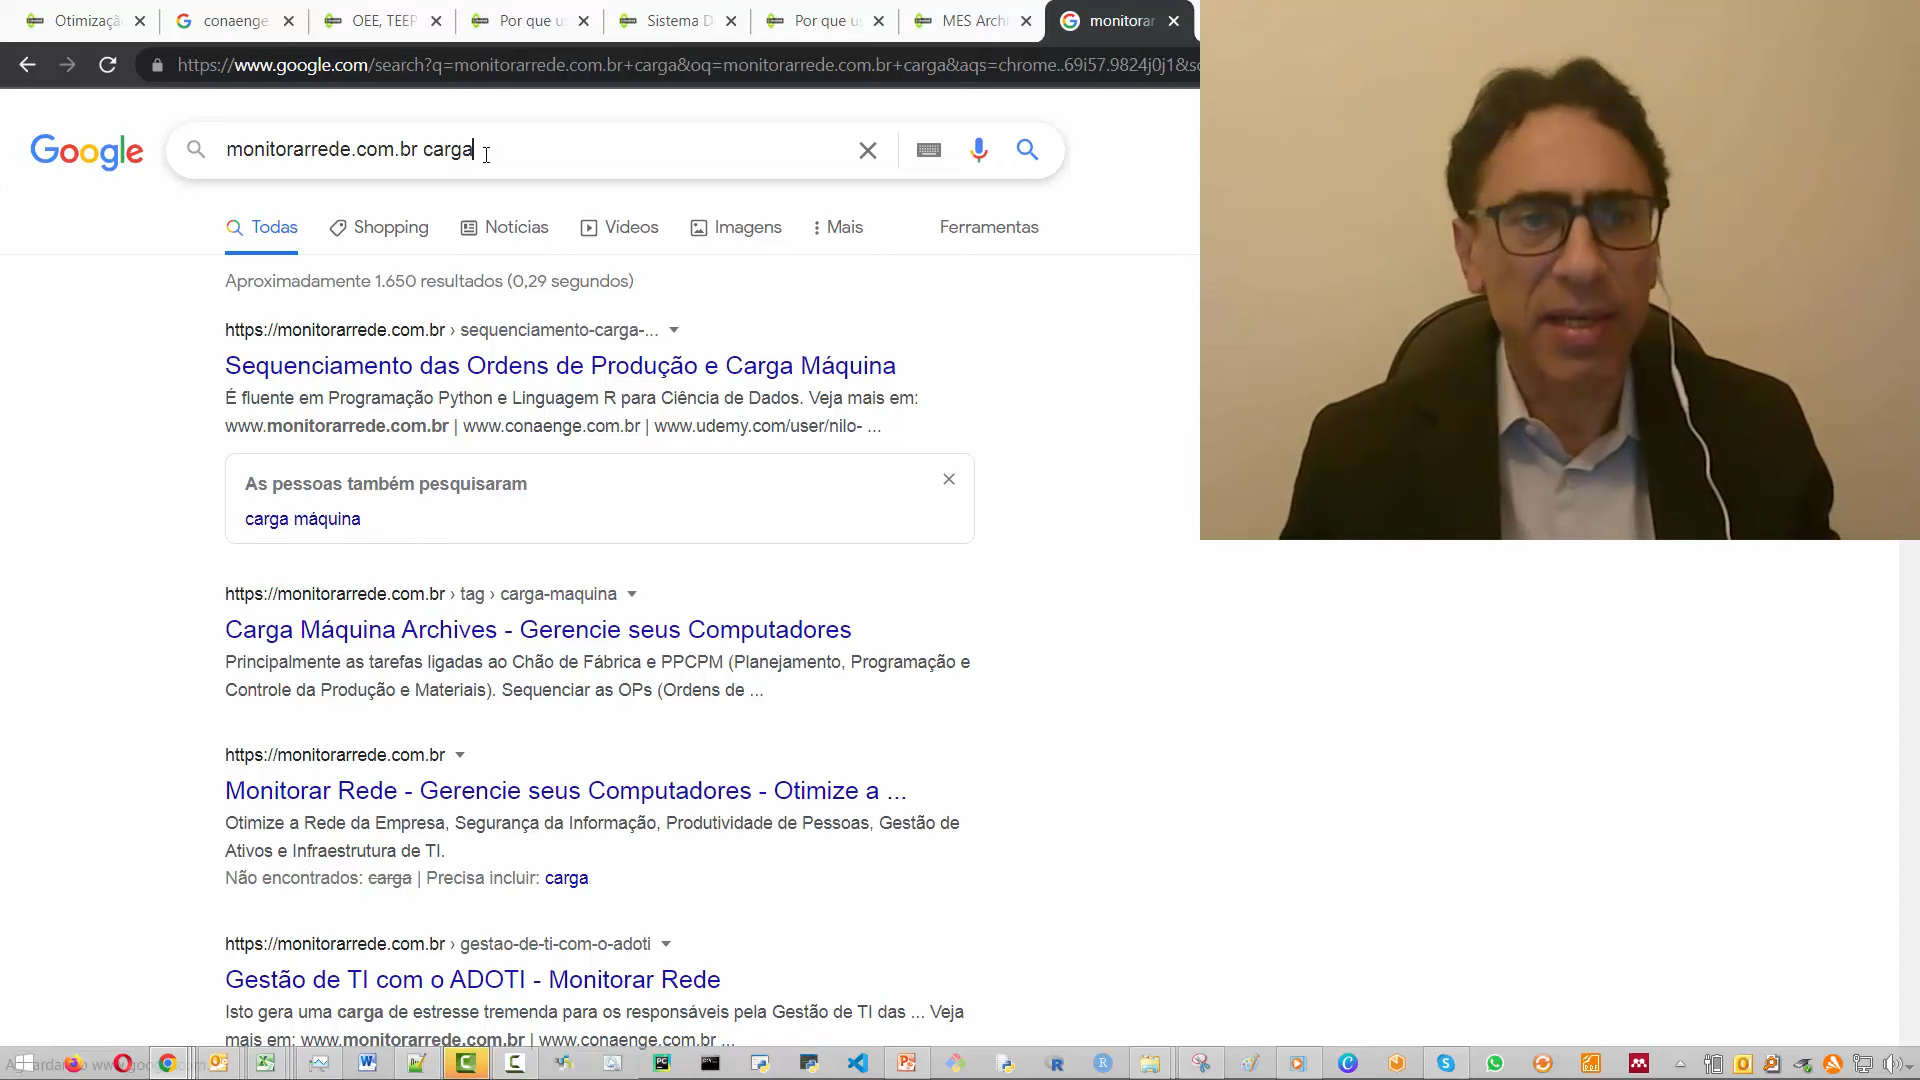 Otimizaçã
conaenge.
OEE, TEEP
Por que u
Sistema D
Por que u
MES Archi
monitorar
https://www.google.com/search?q=monitorarrede.com.br+carga&oq=monitorarrede.com.br+carga&aqs=chrome..69i57.9824j0j1&so
Google
monitorarrede.com.br carga
Todas
Shopping
Notícias
Vídeos
Imagens
Mais
Ferramentas
Aproximadamente 1.650 resultados (0,29 segundos)
https://monitorarrede.com.br › sequenciamento-carga-...
Sequenciamento das Ordens de Produção e Carga Máquina
É fluente em Programação Python e Linguagem R para Ciência de Dados. Veja mais em:
www.monitorarrede.com.br | www.conaenge.com.br | www.udemy.com/user/nilo- ...
As pessoas também pesquisaram
carga máquina
https://monitorarrede.com.br › tag › carga-maquina
Carga Máquina Archives - Gerencie seus Computadores
Principalmente as tarefas ligadas ao Chão de Fábrica e PPCPM (Planejamento, Programação e
Controle da Produção e Materiais). Sequenciar as OPs (Ordens de ...
https://monitorarrede.com.br
Monitorar Rede - Gerencie seus Computadores - Otimize a ...
Otimize a Rede da Empresa, Segurança da Informação, Produtividade de Pessoas, Gestão de
Ativos e Infraestrutura de TI.
Não encontrados: carga | Precisa incluir: carga
https://monitorarrede.com.br › gestao-de-ti-com-o-adoti
Gestão de TI com o ADOTI - Monitorar Rede
Isto gera uma carga de estresse tremenda para os responsáveis pela Gestão de TI das ... Veja
mais em: www.monitorarrede.com.br | www.conaenge.com.br ...